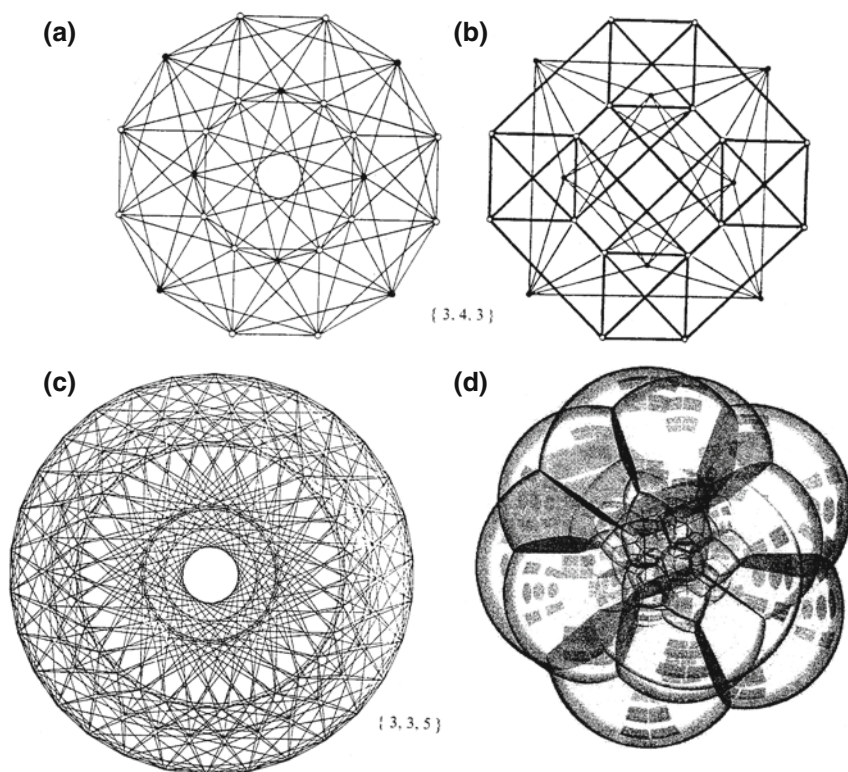 (a)
(b)
{ 3, 4, 3 }
(c)
(d)
{ 3, 3, 5 }